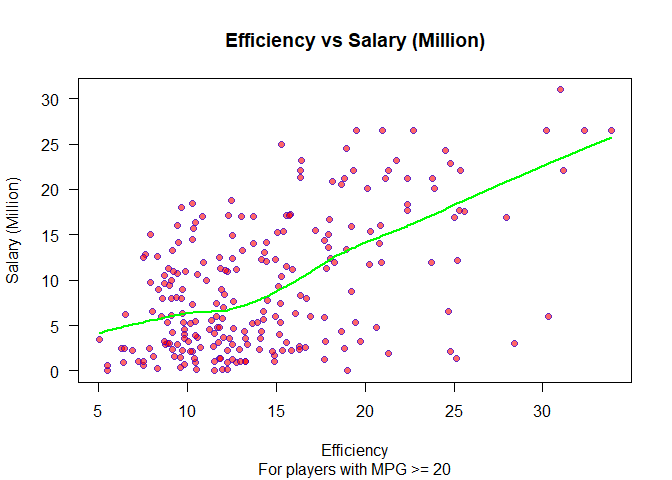 Efficiency vs Salary (Million)
30
25
20
15
10
5
0
Salary (Million)
5 10 15 20 25 30
Efficiency
For players with MPG >= 20